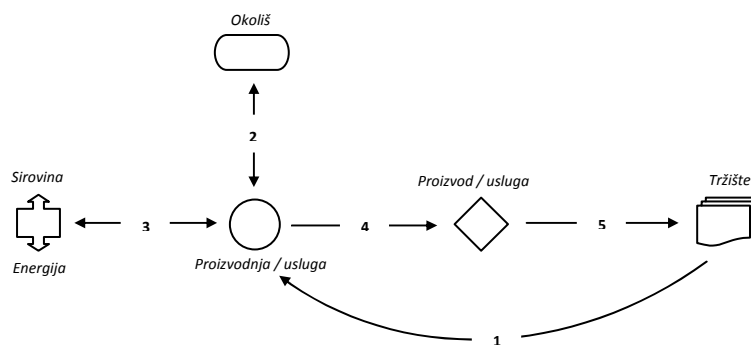 Okoliš
2
Sirovina
Proizvod / usluga
Tržište
3
4
5
Energija
Proizvodnja / usluga
1